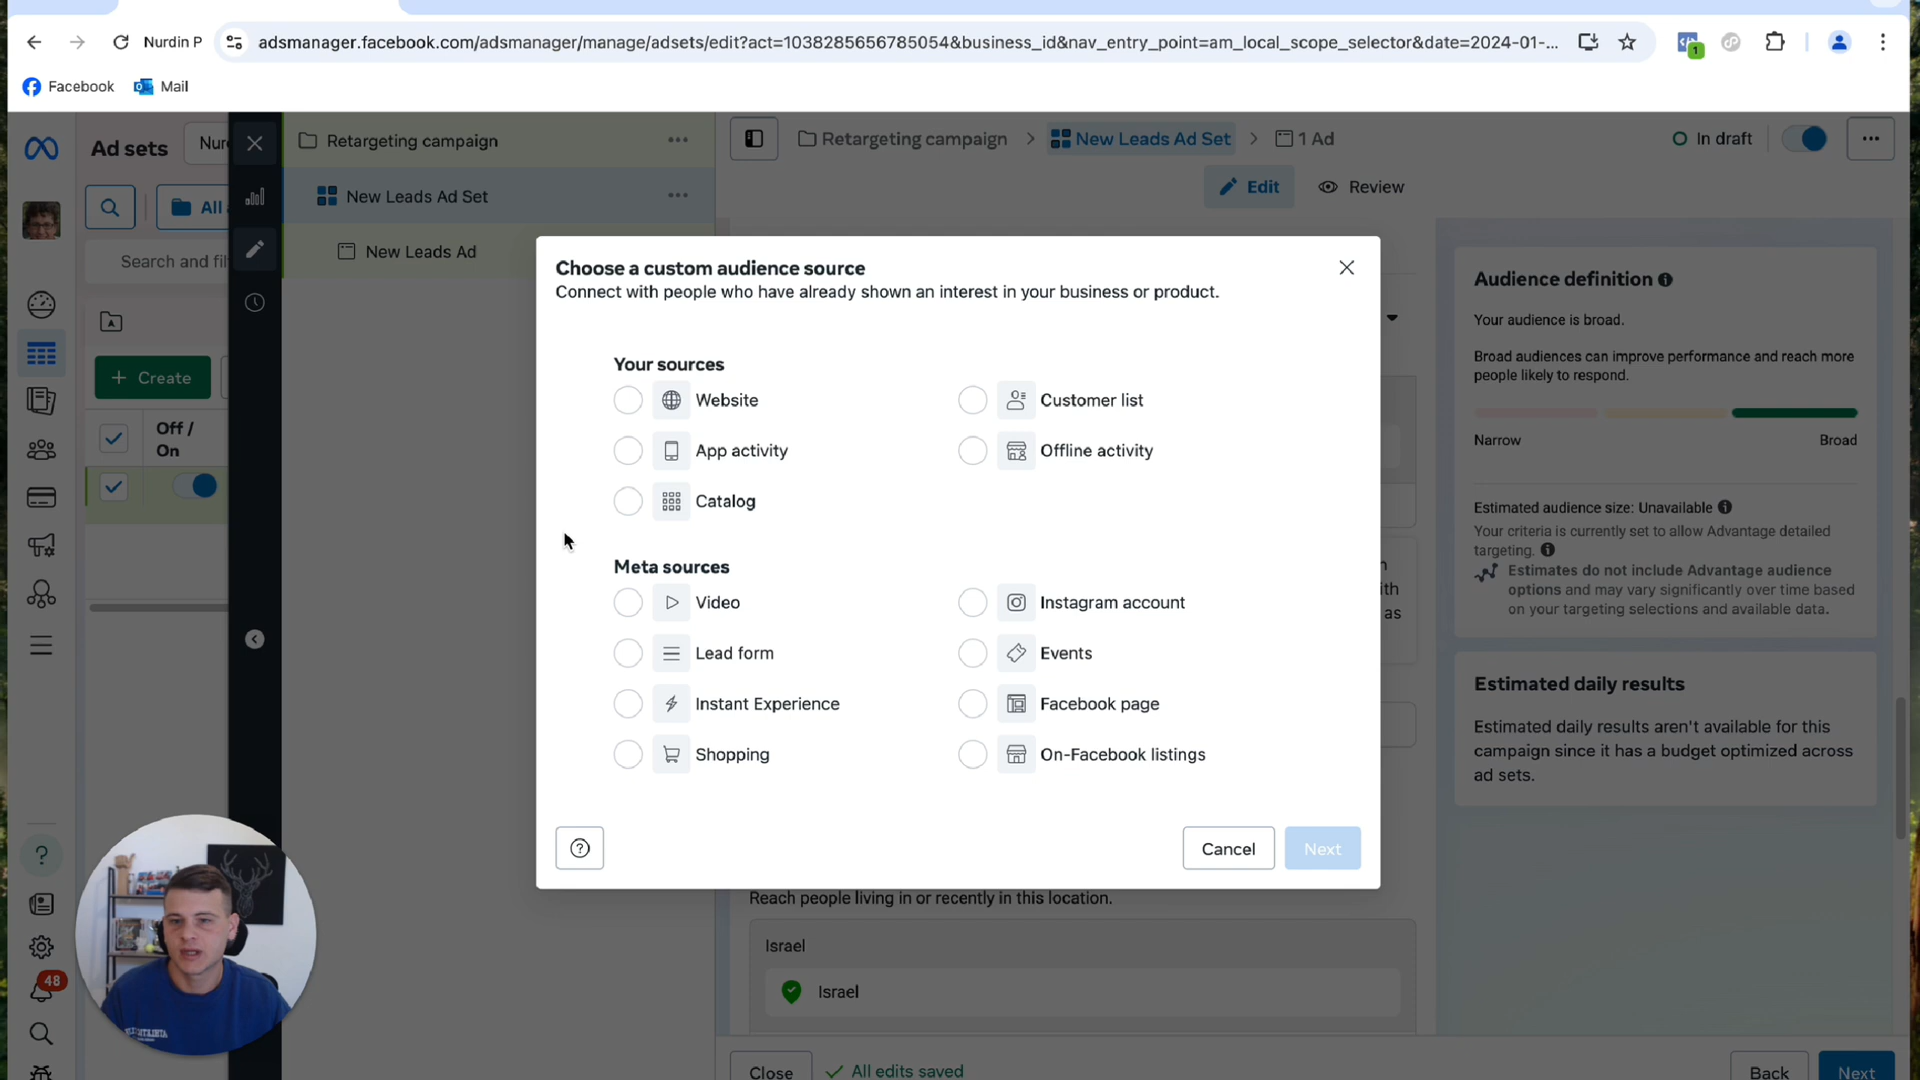 Nurdin P
adsmanager.facebook.com/adsmanager/manage/adsets/edit?act=1038285656785054&business_id&nav_entry_point=am_local_scope_selector&date=2024-01-...
1
Facebook
Mail
Ad sets
Nur
Retargeting campaign
Retargeting campaign
New Leads Ad Set
1 Ad
In draft
All
New Leads Ad Set
Edit
Review
Search and fil
New Leads Ad
Create
Off /
On
Choose a custom audience source
Connect with people who have already shown an interest in your business or product.
Your sources
Website
Customer list
App activity
Offline activity
Catalog
Meta sources
Video
Instagram account
Lead form
Events
Instant Experience
Facebook page
Shopping
On-Facebook listings
Cancel
Next
Audience definition
Your audience is broad.
Broad audiences can improve performance and reach more
people likely to respond.
Narrow
Broad
Estimated audience size: Unavailable
Your criteria is currently set to allow Advantage detailed
targeting.
Estimates do not include Advantage audience
options and may vary significantly over time based
on your targeting selections and available data.
Estimated daily results
Estimated daily results aren't available for this
campaign since it has a budget optimized across
ad sets.
as
Reach people living in or recently in this location.
Israel
Israel
48
Close
All edits saved
Back
Next